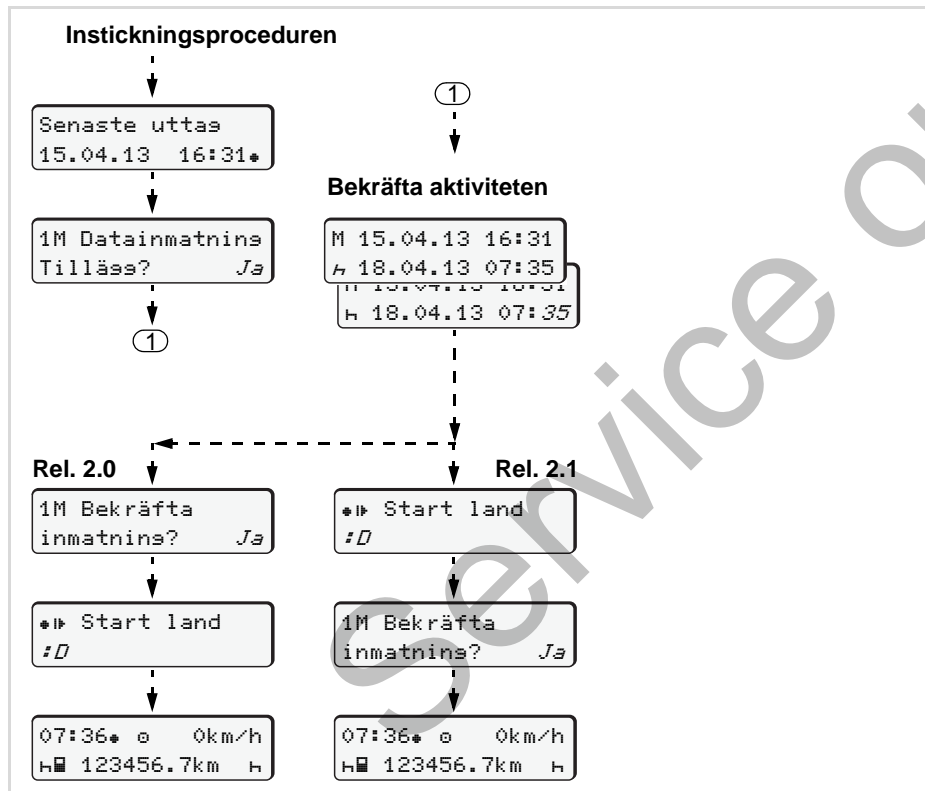 Instickningsproceduren
Senaste uttag
15.04.13 16:31
1M Datainmatning
Tillägg? Ja
1
1
Bekräfta aktiviteten
M 15.04.13 16:31
18.04.13 07:35
18.04.13 07:35
Rel. 2.0
1M Bekräfta
inmatning? Ja
Start land
:D
07:36 0km/h
123456.7km
Rel. 2.1
Start land
:D
1M Bekräfta
inmatning? Ja
07:36 0km/h
123456.7km
Service